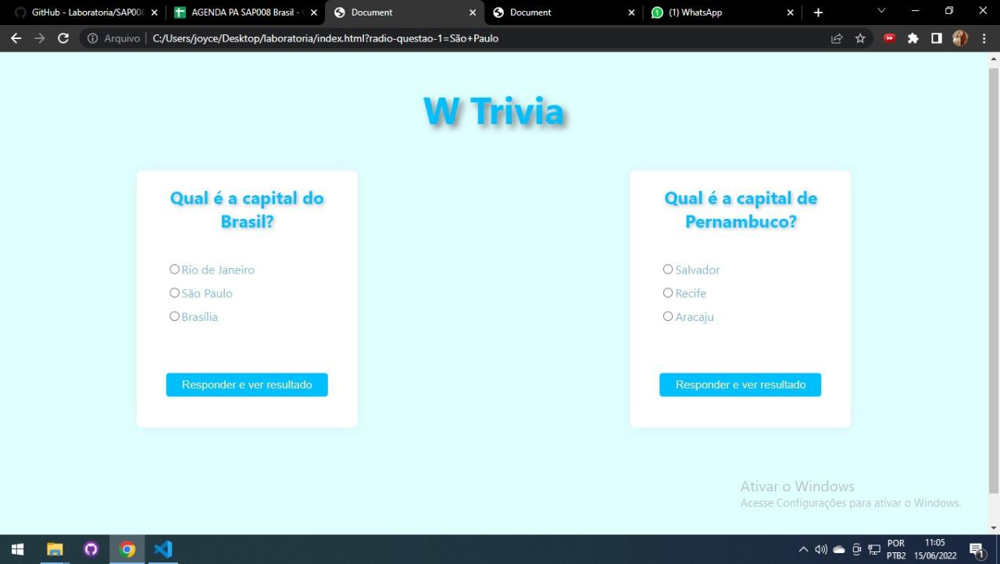 GitHub - Laboratoria/SAP008
AGENDA PA SAP008 Brasil -
Document
Document
(1) WhatsApp
Arquivo
C:/Users/joyce/Desktop/laboratoria/index.html?radio-questao-1=São+Paulo
W Trivia
Qual é a capital do
Brasil?
Rio de Janeiro
São Paulo
Brasília
Responder e ver resultado
Qual é a capital de
Pernambuco?
Salvador
Recife
Aracaju
Responder e ver resultado
Ativar o Windows
Acesse Configurações para ativar o Windows.
POR
PTB2
11:05
15/06/2022
1